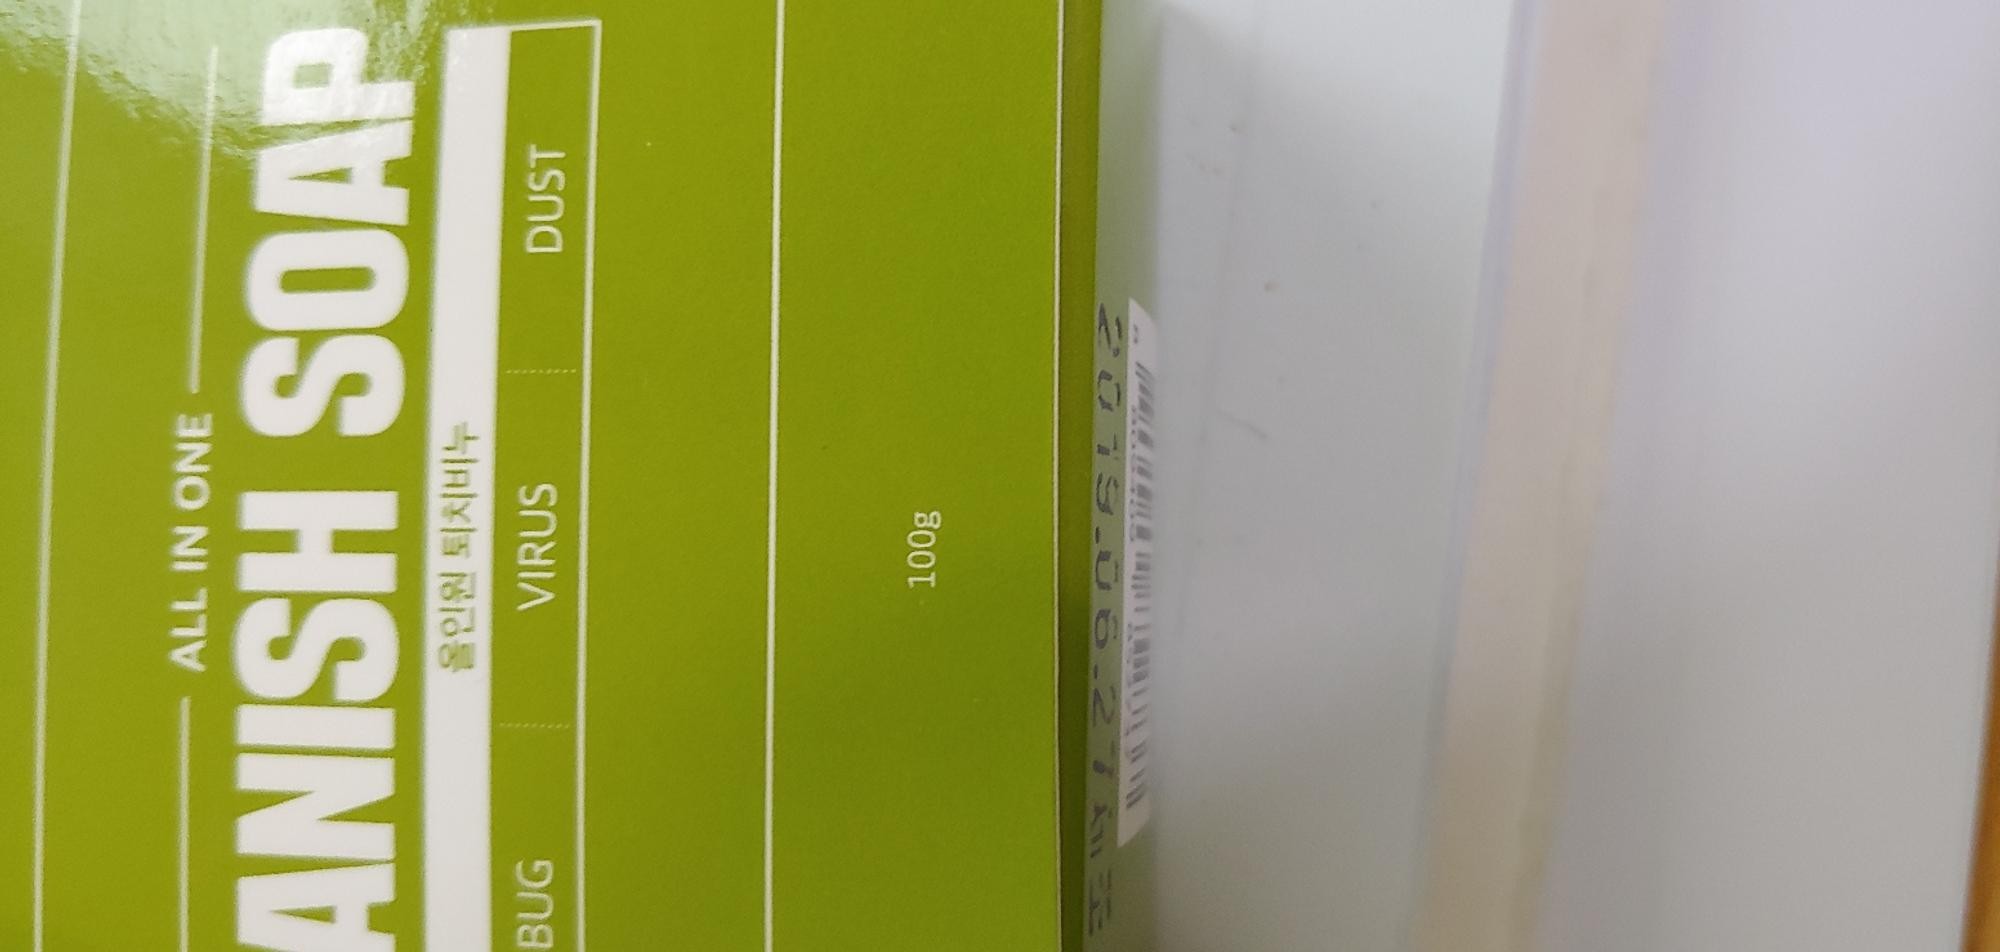 ALL IN ONE
ANISH SOAP
올인원 퇴치비누
BUG
VIRUS
DUST
100g
2019.06.27 제조